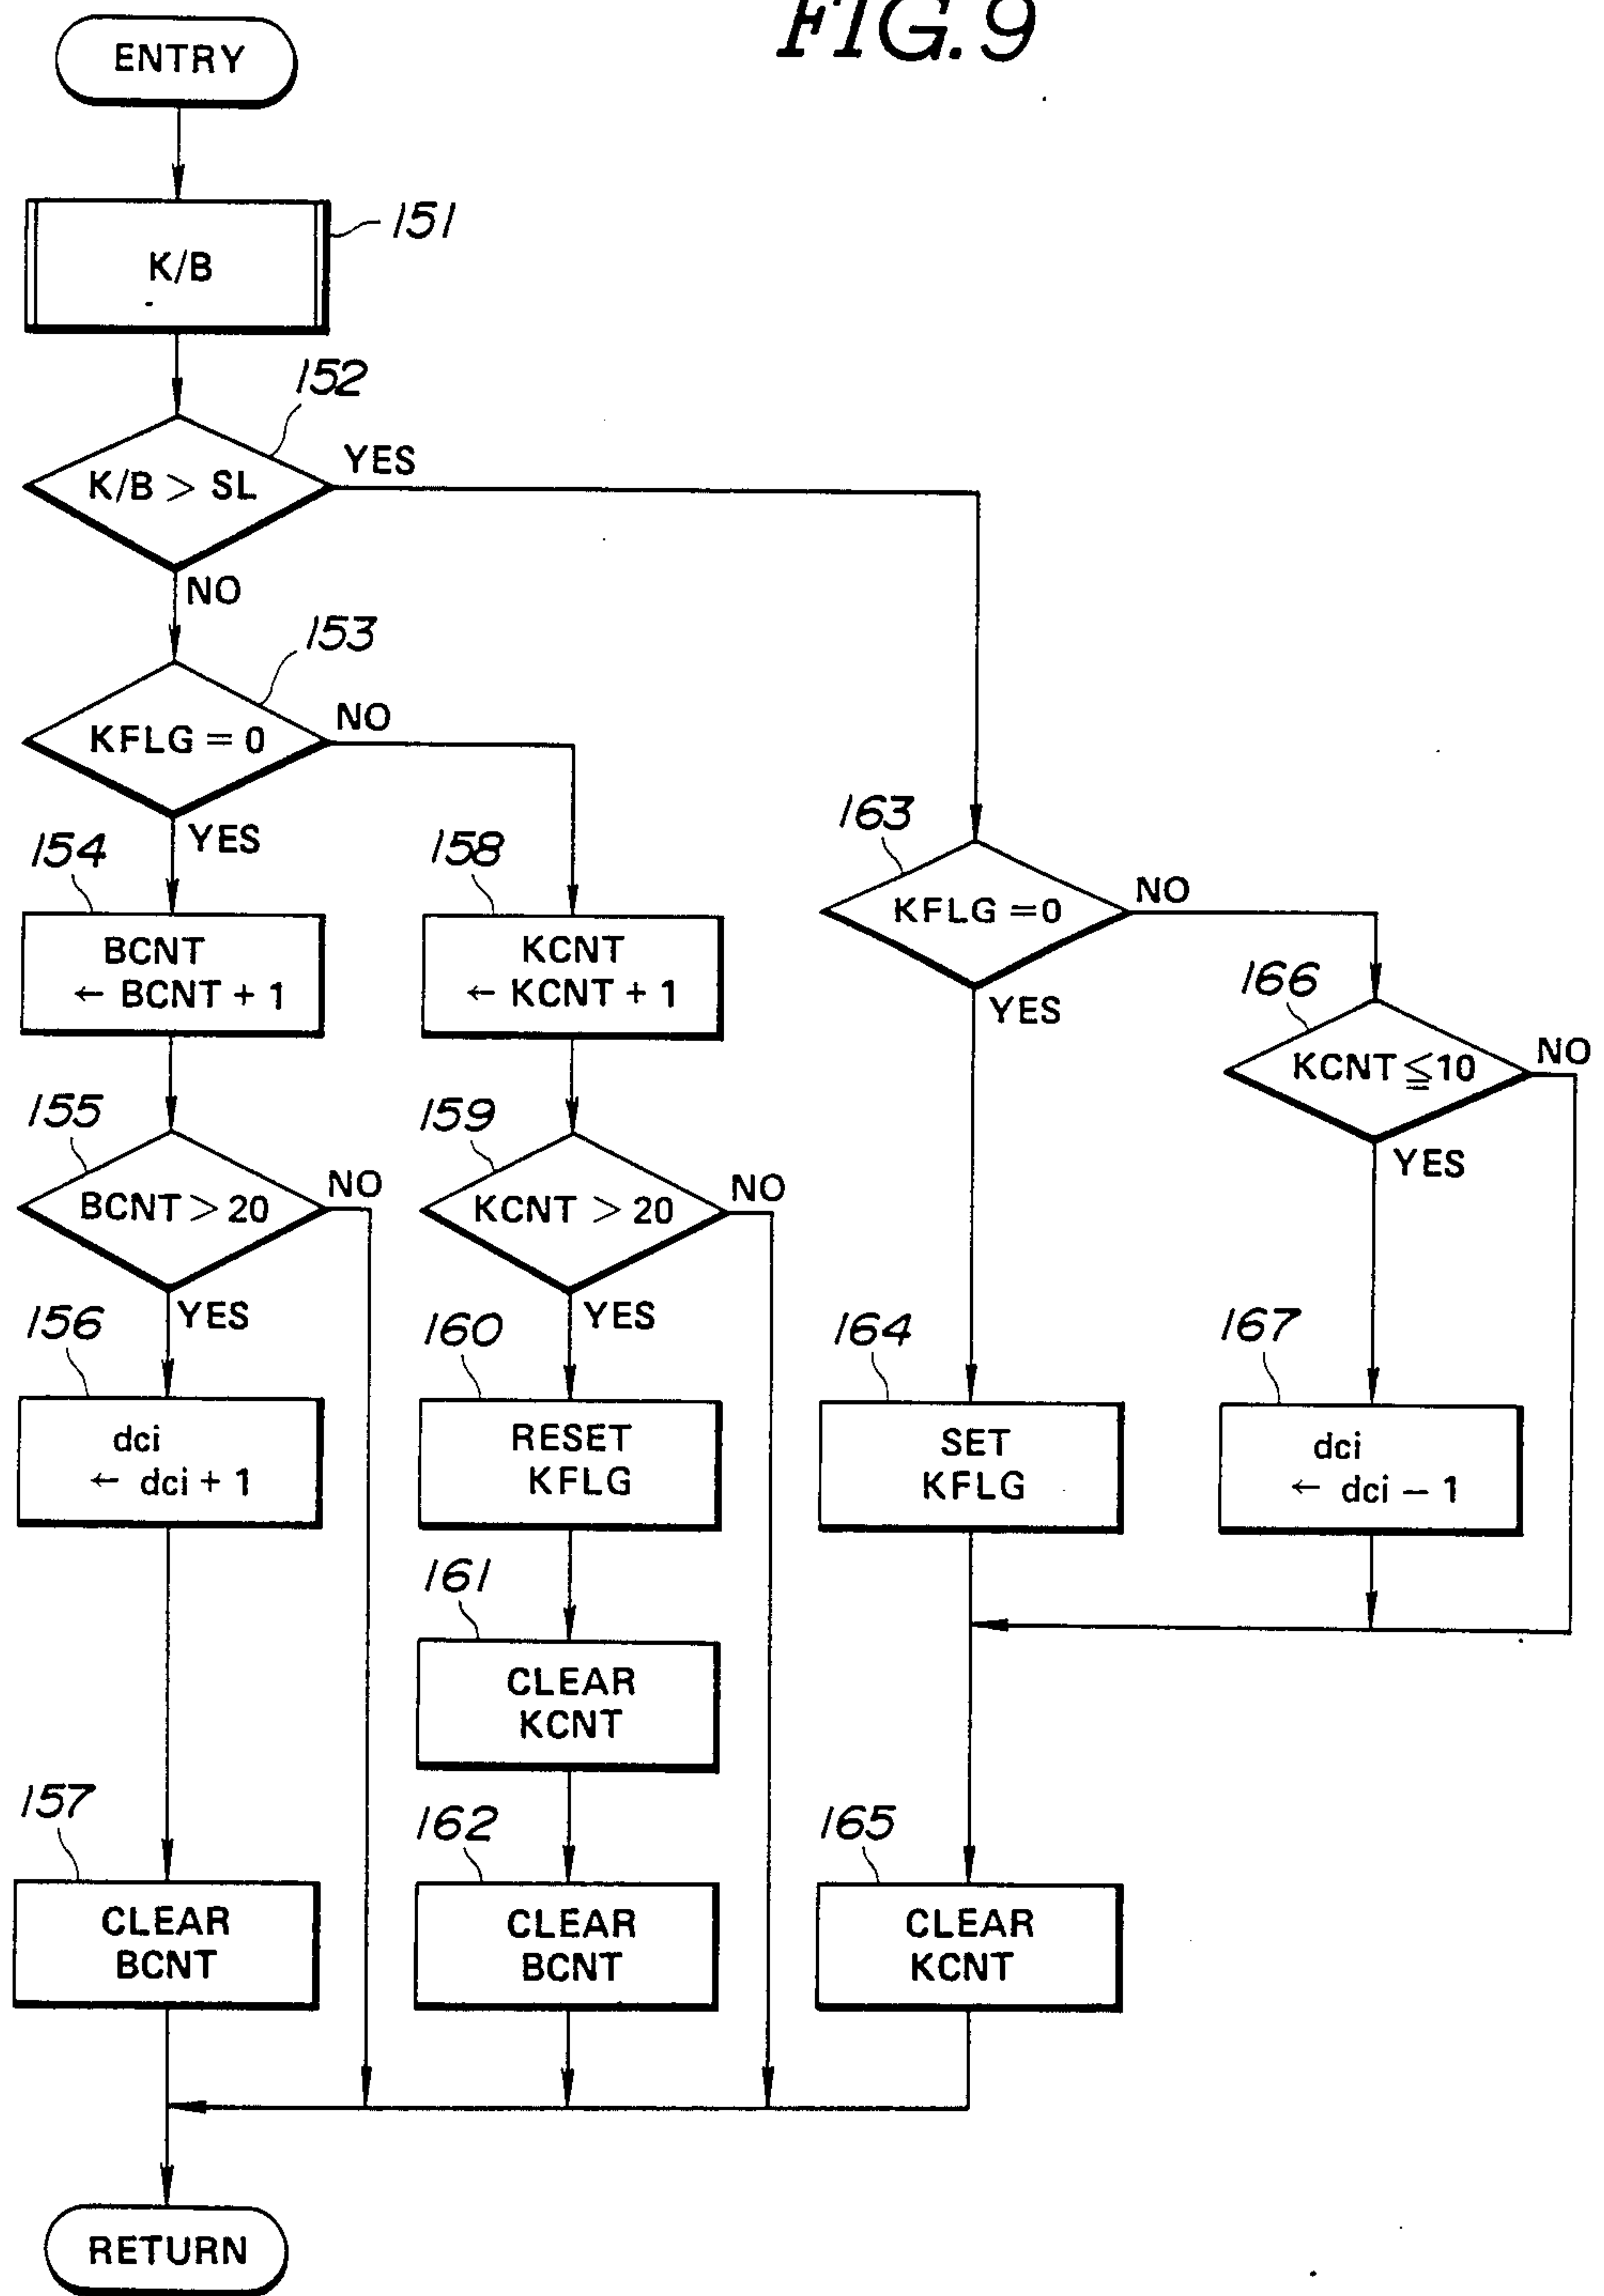 FIG. 9
ENTRY
151
K/B
152
K/B > SL
YES
NO
153
KFLG = 0
NO
YES
154
BCNT
← BCNT + 1
158
KCNT
← KCNT + 1
163
KFLG = 0
NO
YES
166
KCNT ≦ 10
NO
YES
155
BCNT > 20
NO
YES
159
KCNT > 20
NO
YES
156
dci
← dci + 1
160
RESET
KFLG
164
SET
KFLG
167
dci
← dci – 1
161
CLEAR
KCNT
157
CLEAR
BCNT
162
CLEAR
BCNT
165
CLEAR
KCNT
RETURN